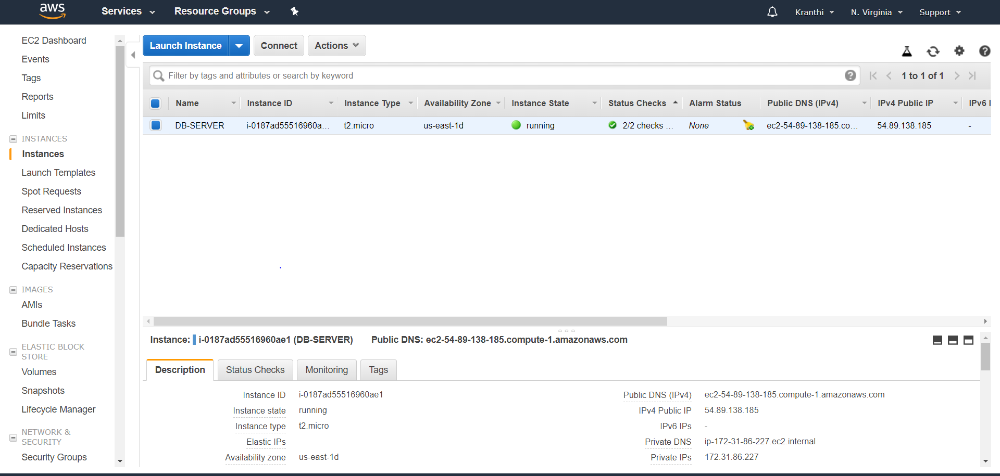 aws Services Resource Groups Kranthi N. Virginia Support
EC2 Dashboard
Events
Tags
Reports
Limits
INSTANCES
Instances
Launch Templates
Spot Requests
Reserved Instances
Dedicated Hosts
Scheduled Instances
Capacity Reservations
IMAGES
AMIs
Bundle Tasks
ELASTIC BLOCK
STORE
Volumes
Snapshots
Lifecycle Manager
NETWORK &
SECURITY
Security Groups
Launch Instance Connect Actions
Filter by tags and attributes or search by keyword 1 to 1 of 1
Name Instance ID Instance Type Availability Zone Instance State Status Checks Alarm Status Public DNS (IPv4) IPv4 Public IP IPv6 I
DB-SERVER i-0187ad55516960a... t2.micro us-east-1d running 2/2 checks ... None ec2-54-89-138-185.co... 54.89.138.185 -
Instance: i-0187ad55516960ae1 (DB-SERVER) Public DNS: ec2-54-89-138-185.compute-1.amazonaws.com
Description Status Checks Monitoring Tags
Instance ID i-0187ad55516960ae1 Public DNS (IPv4) ec2-54-89-138-185.compute-1.amazonaws.com
Instance state running IPv4 Public IP 54.89.138.185
Instance type t2.micro IPv6 IPs -
Elastic IPs Private DNS ip-172-31-86-227.ec2.internal
Availability zone us-east-1d Private IPs 172.31.86.227